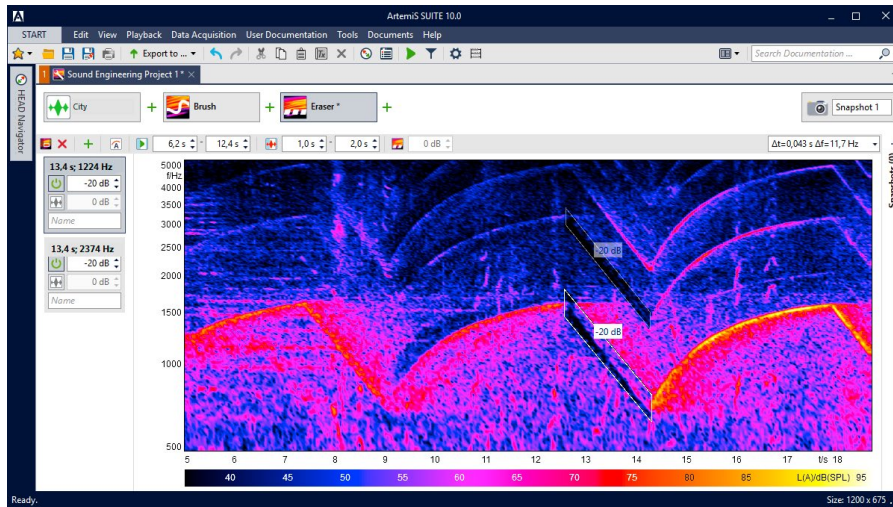 ArtemiS SUITE 10.0
START Edit View Playback Data Acquisition User Documentation Tools Documents Help
Export to ... Search Documentation ...
HEAD Navigator
1 Sound Engineering Project 1 *
City + Brush + Eraser * + Snapshot 1
6,2 s - 12,4 s 1,0 s - 2,0 s 0 dB Δt=0,043 s Δf=11,7 Hz
Snapshots (0)
13,4 s; 1224 Hz
-20 dB
0 dB
Name
13,4 s; 2374 Hz
-20 dB
0 dB
Name
5000
f/Hz
4000
3500
3000
2500
2000
1500
1000
500
-20 dB
-20 dB
5 6 7 8 9 10 11 12 13 14 15 16 17 t/s 18
40 45 50 55 60 65 70 75 80 85 L(A)/dB(SPL) 95
Ready. Size: 1200 x 675